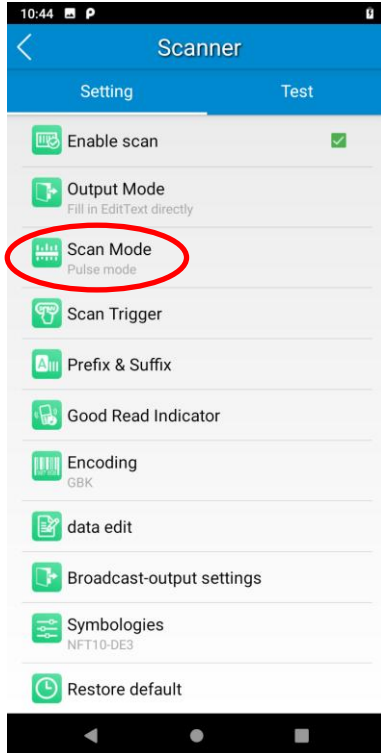 10:44
Scanner
Setting
Test
Enable scan
Output Mode
Fill in EditText directly
Scan Mode
Pulse mode
Scan Trigger
Prefix & Suffix
Good Read Indicator
Encoding
GBK
data edit
Broadcast-output settings
Symbologies
NFT10-DE3
Restore default